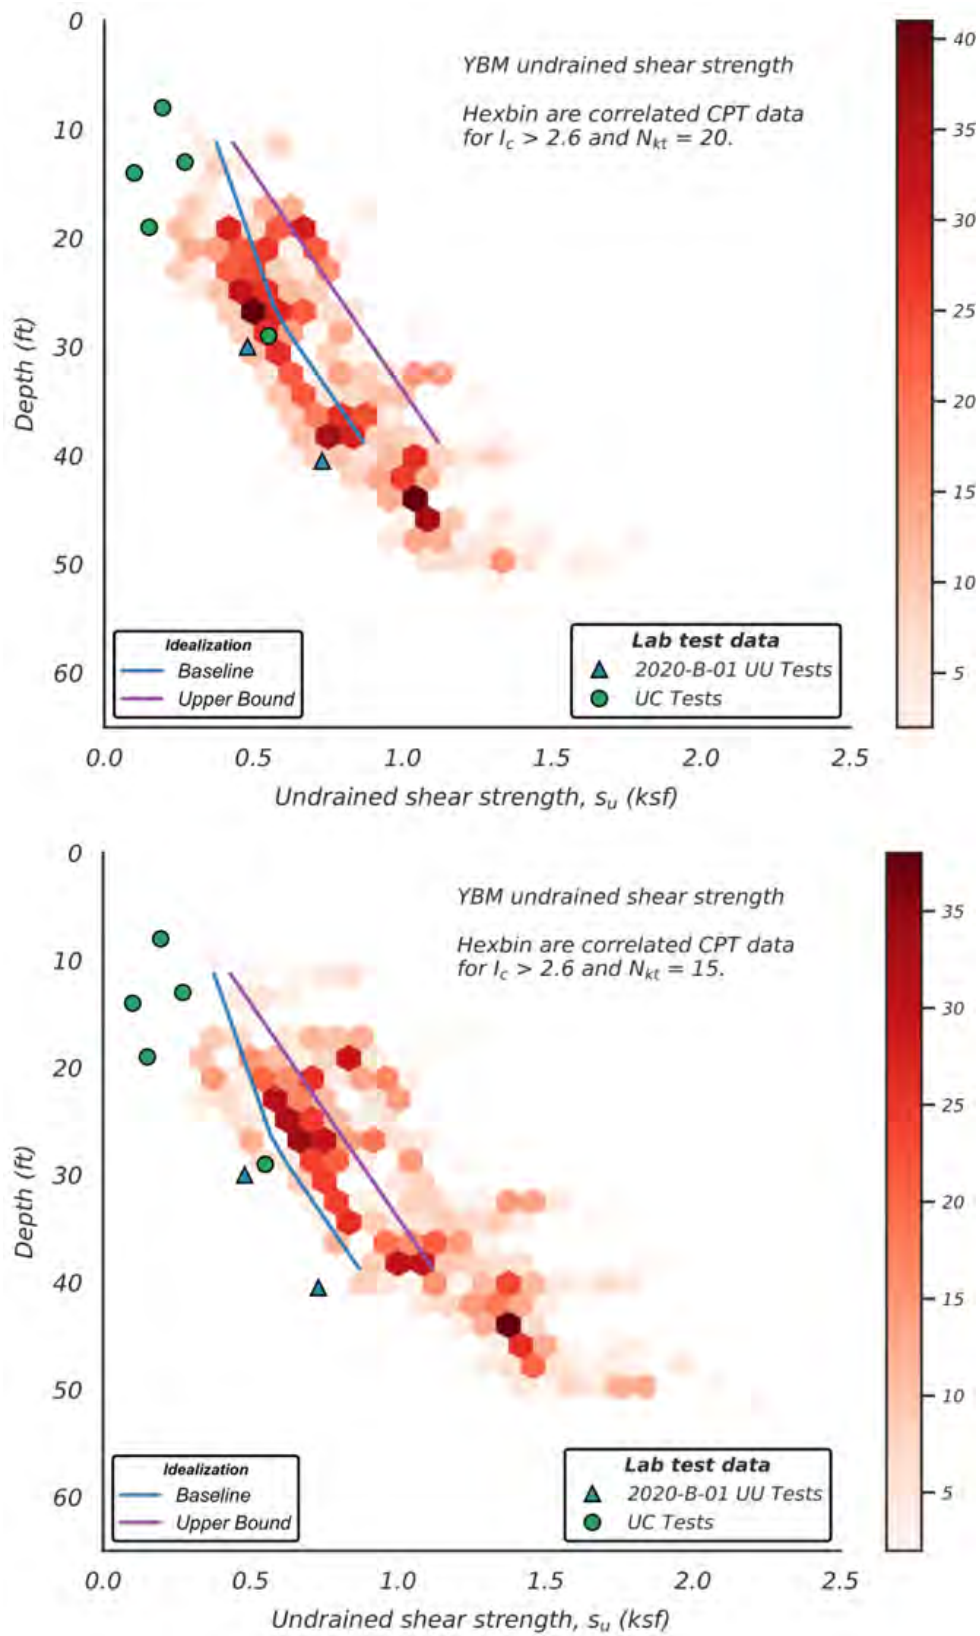 0
10
20
30
40
50
60
Depth (ft)
YBM undrained shear strength
Hexbin are correlated CPT data
for I_c > 2.6 and N_kt = 20.
Idealization
Baseline
Upper Bound
Lab test data
2020-B-01 UU Tests
UC Tests
0.0 0.5 1.0 1.5 2.0 2.5
Undrained shear strength, s_u (ksf)
40
35
30
25
20
15
10
5
0
10
20
30
40
50
60
Depth (ft)
YBM undrained shear strength
Hexbin are correlated CPT data
for I_c > 2.6 and N_kt = 15.
Idealization
Baseline
Upper Bound
Lab test data
2020-B-01 UU Tests
UC Tests
0.0 0.5 1.0 1.5 2.0 2.5
Undrained shear strength, s_u (ksf)
35
30
25
20
15
10
5